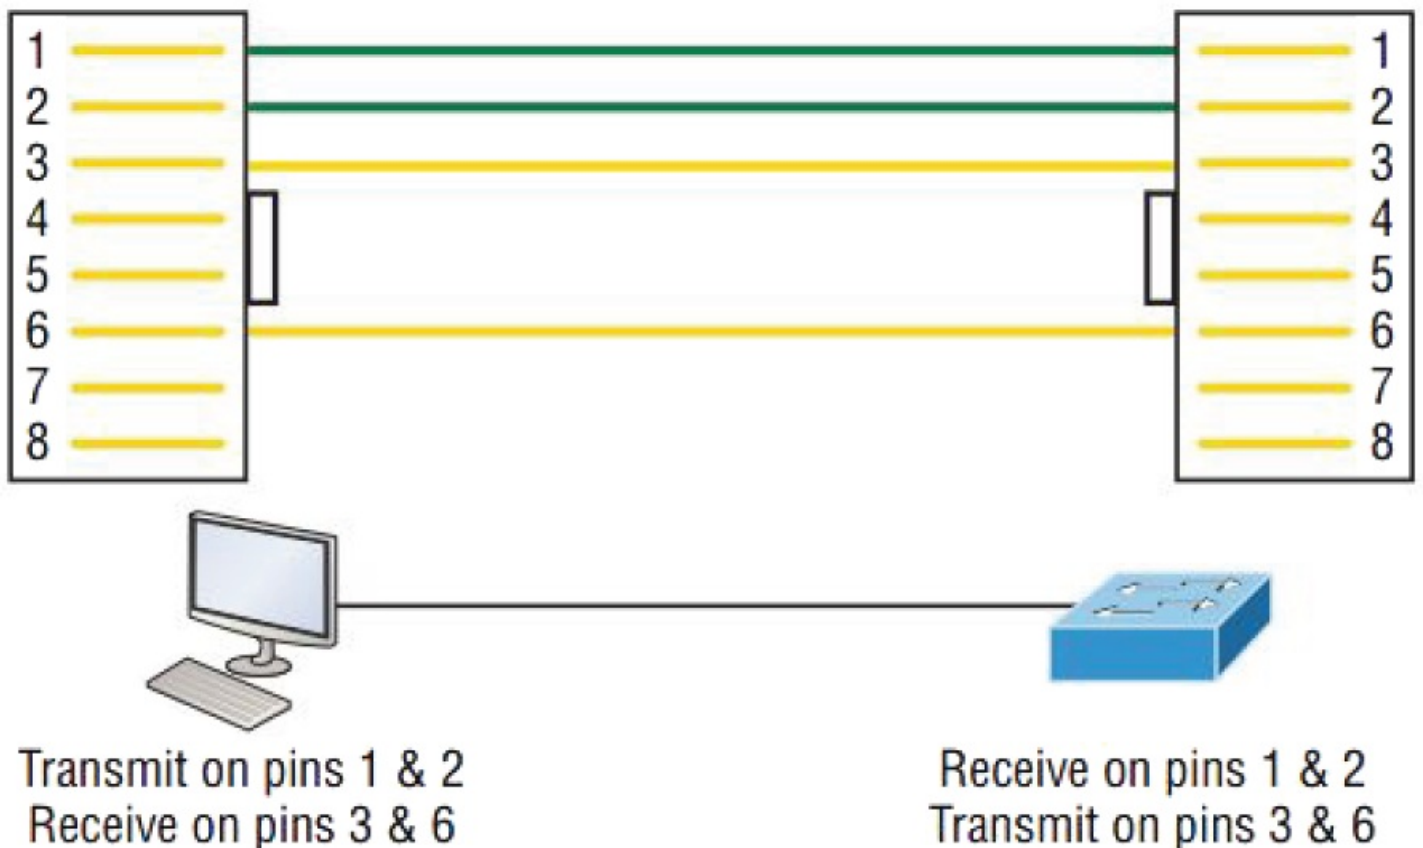 1 1
2 2
3 3
4 4
5 5
6 6
7 7
8 8
Transmit on pins 1 & 2
Receive on pins 3 & 6
Receive on pins 1 & 2
Transmit on pins 3 & 6